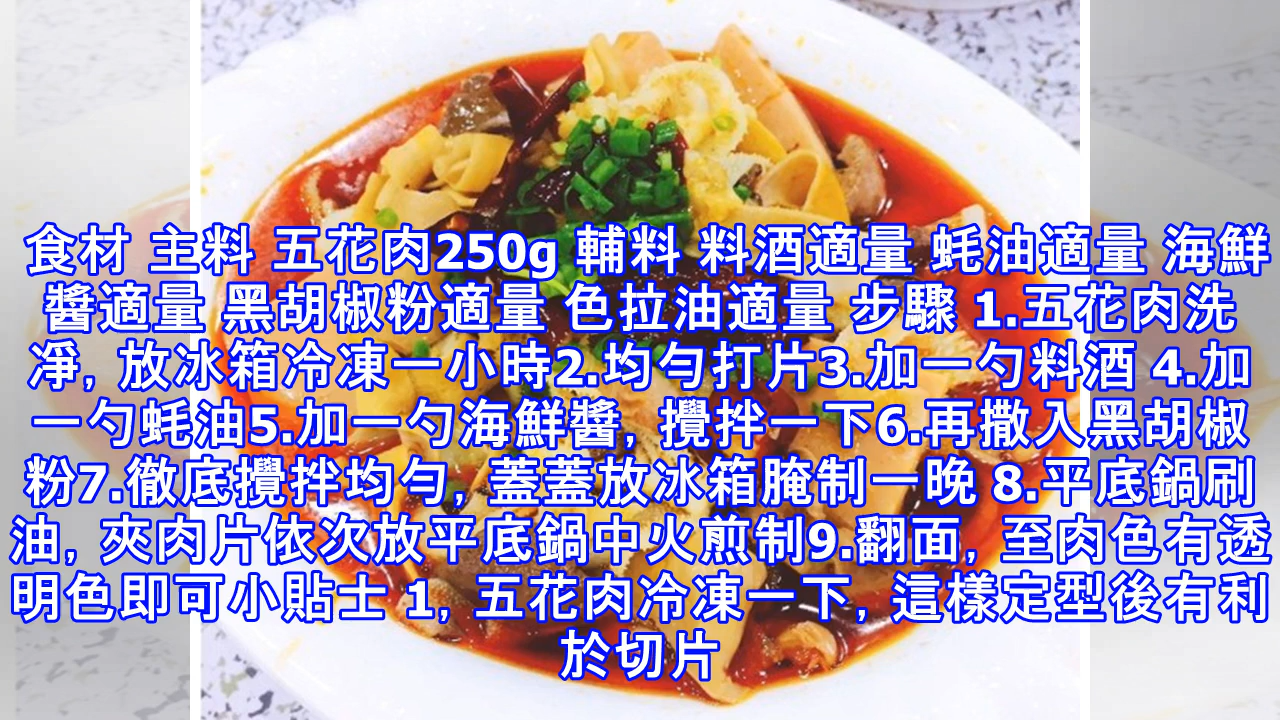 食材 主料 五花肉250g 輔料 料酒適量 蚝油適量 海鮮
醬適量 黑胡椒粉適量 色拉油適量 步驟 1.五花肉洗
凈, 放冰箱冷凍一小時2.均勻打片3.加一勺料酒 4.加
一勺蚝油5.加一勺海鮮醬, 攪拌一下6.再撒入黑胡椒
粉7.徹底攪拌均勻, 蓋蓋放冰箱腌制一晚 8.平底鍋刷
油, 夾肉片依次放平底鍋中火煎制9.翻面, 至肉色有透
明色即可小貼士 1, 五花肉冷凍一下, 這樣定型後有利
於切片